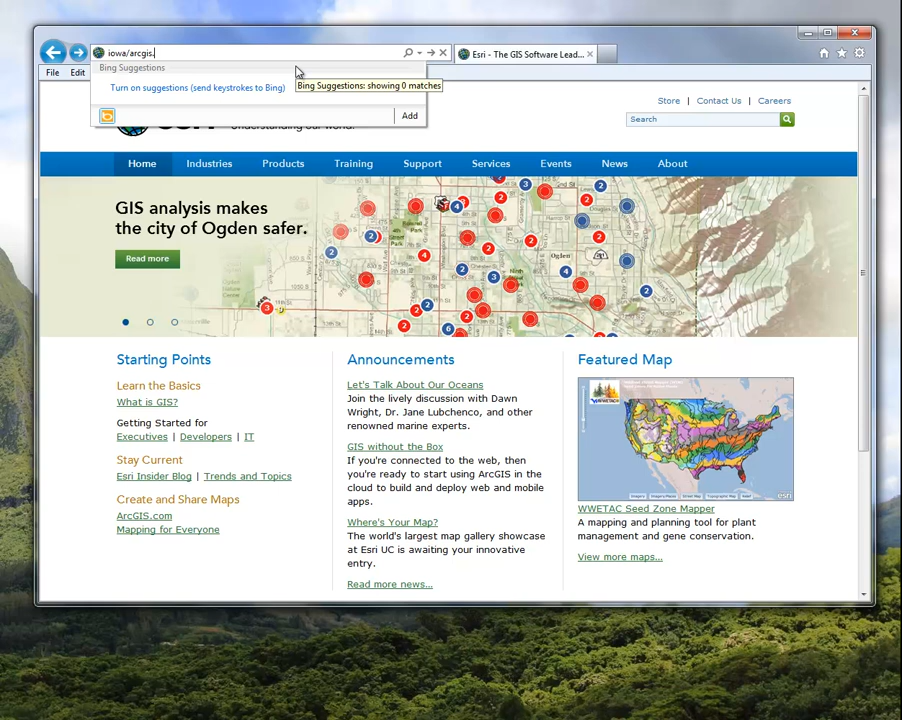 iowa/arcgis.
Esri - The GIS Software Lead...
File Edit
Bing Suggestions
Turn on suggestions (send keystrokes to Bing)
Bing Suggestions: showing 0 matches
Add
Store Contact Us Careers
Understanding our world.
Search
Home Industries Products Training Support Services Events News About
GIS analysis makes
the city of Ogden safer.
Read more
Ogden
Starting Points
Learn the Basics
What is GIS?
Getting Started for
Executives | Developers | IT
Stay Current
Esri Insider Blog | Trends and Topics
Create and Share Maps
ArcGIS.com
Mapping for Everyone
Announcements
Let's Talk About Our Oceans
Join the lively discussion with Dawn
Wright, Dr. Jane Lubchenco, and other
renowned marine experts.
GIS without the Box
If you're connected to the web, then
you're ready to start using ArcGIS in the
cloud to build and deploy web and mobile
apps.
Where's Your Map?
The world's largest map gallery showcase
at Esri UC is awaiting your innovative
entry.
Read more news...
Featured Map
esri
WWETAC Seed Zone Mapper
A mapping and planning tool for plant
management and gene conservation.
View more maps...